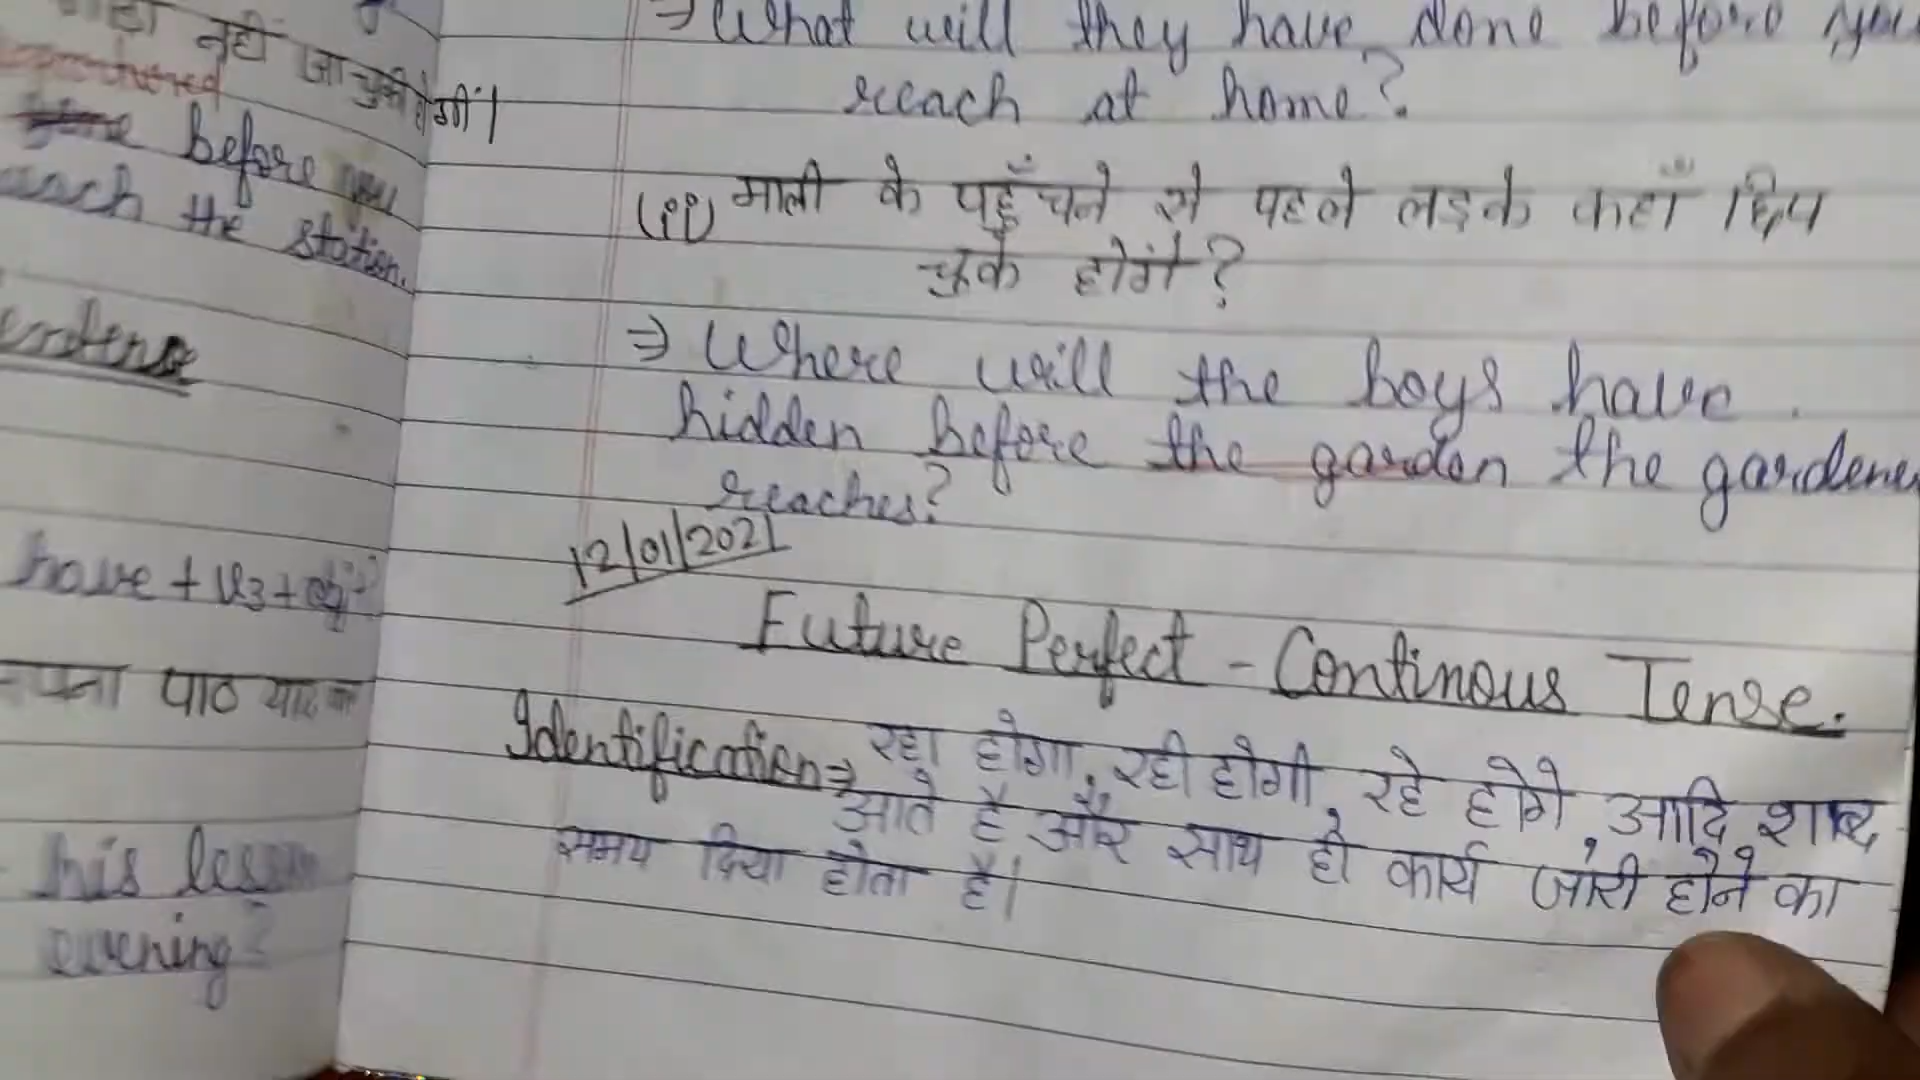 नहीं जा चुकी होगी।
before you
reach the station.
have + V3 + obj + ?
पाठ याद
his lesson
evening?
⇒ What will they have done before you
reach at home?
(ii) माली के पहुँचने से पहले लड़के कहाँ छिप
चुके होगें?
⇒ Where will the boys have
hidden before the garden the gardener
reaches?
12/01/2021
Future Perfect - Continous Tense.
Identification ⇒ रहा होगा, रही होगी, रहे होगे, आदि शब्द
आते है और साथ ही कार्य जारी होने का
समय दिया होता है।